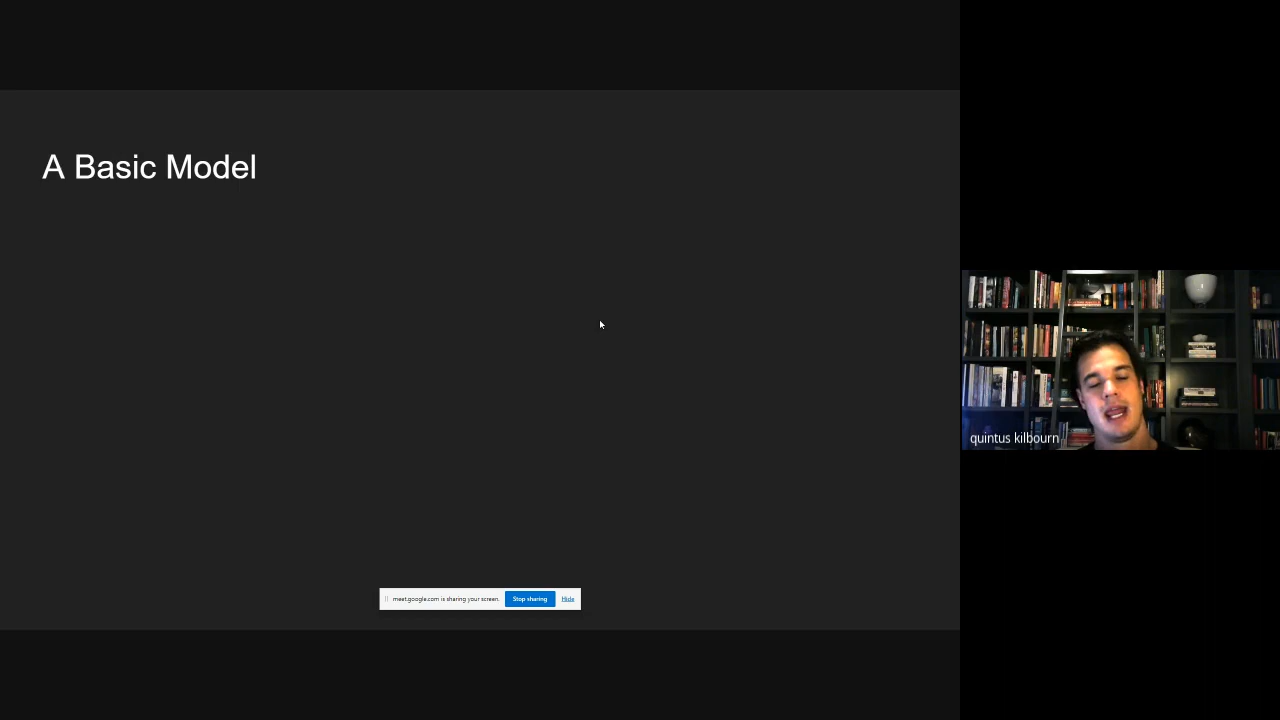 A Basic Model
quintus kilbourn
meet.google.com is sharing your screen.
Stop sharing
Hide